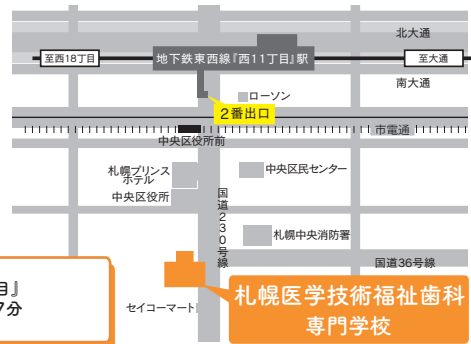 北大通
至西18丁目
地下鉄東西線『西11丁目』駅
至大通
南大通
ローソン
2番出口
市電通
中央区役所前
札幌プリンス
ホテル
中央区民センター
中央区役所
国道230号線
札幌中央消防署
国道36号線
目』
7分
セイコーマート
札幌医学技術福祉歯科
専門学校